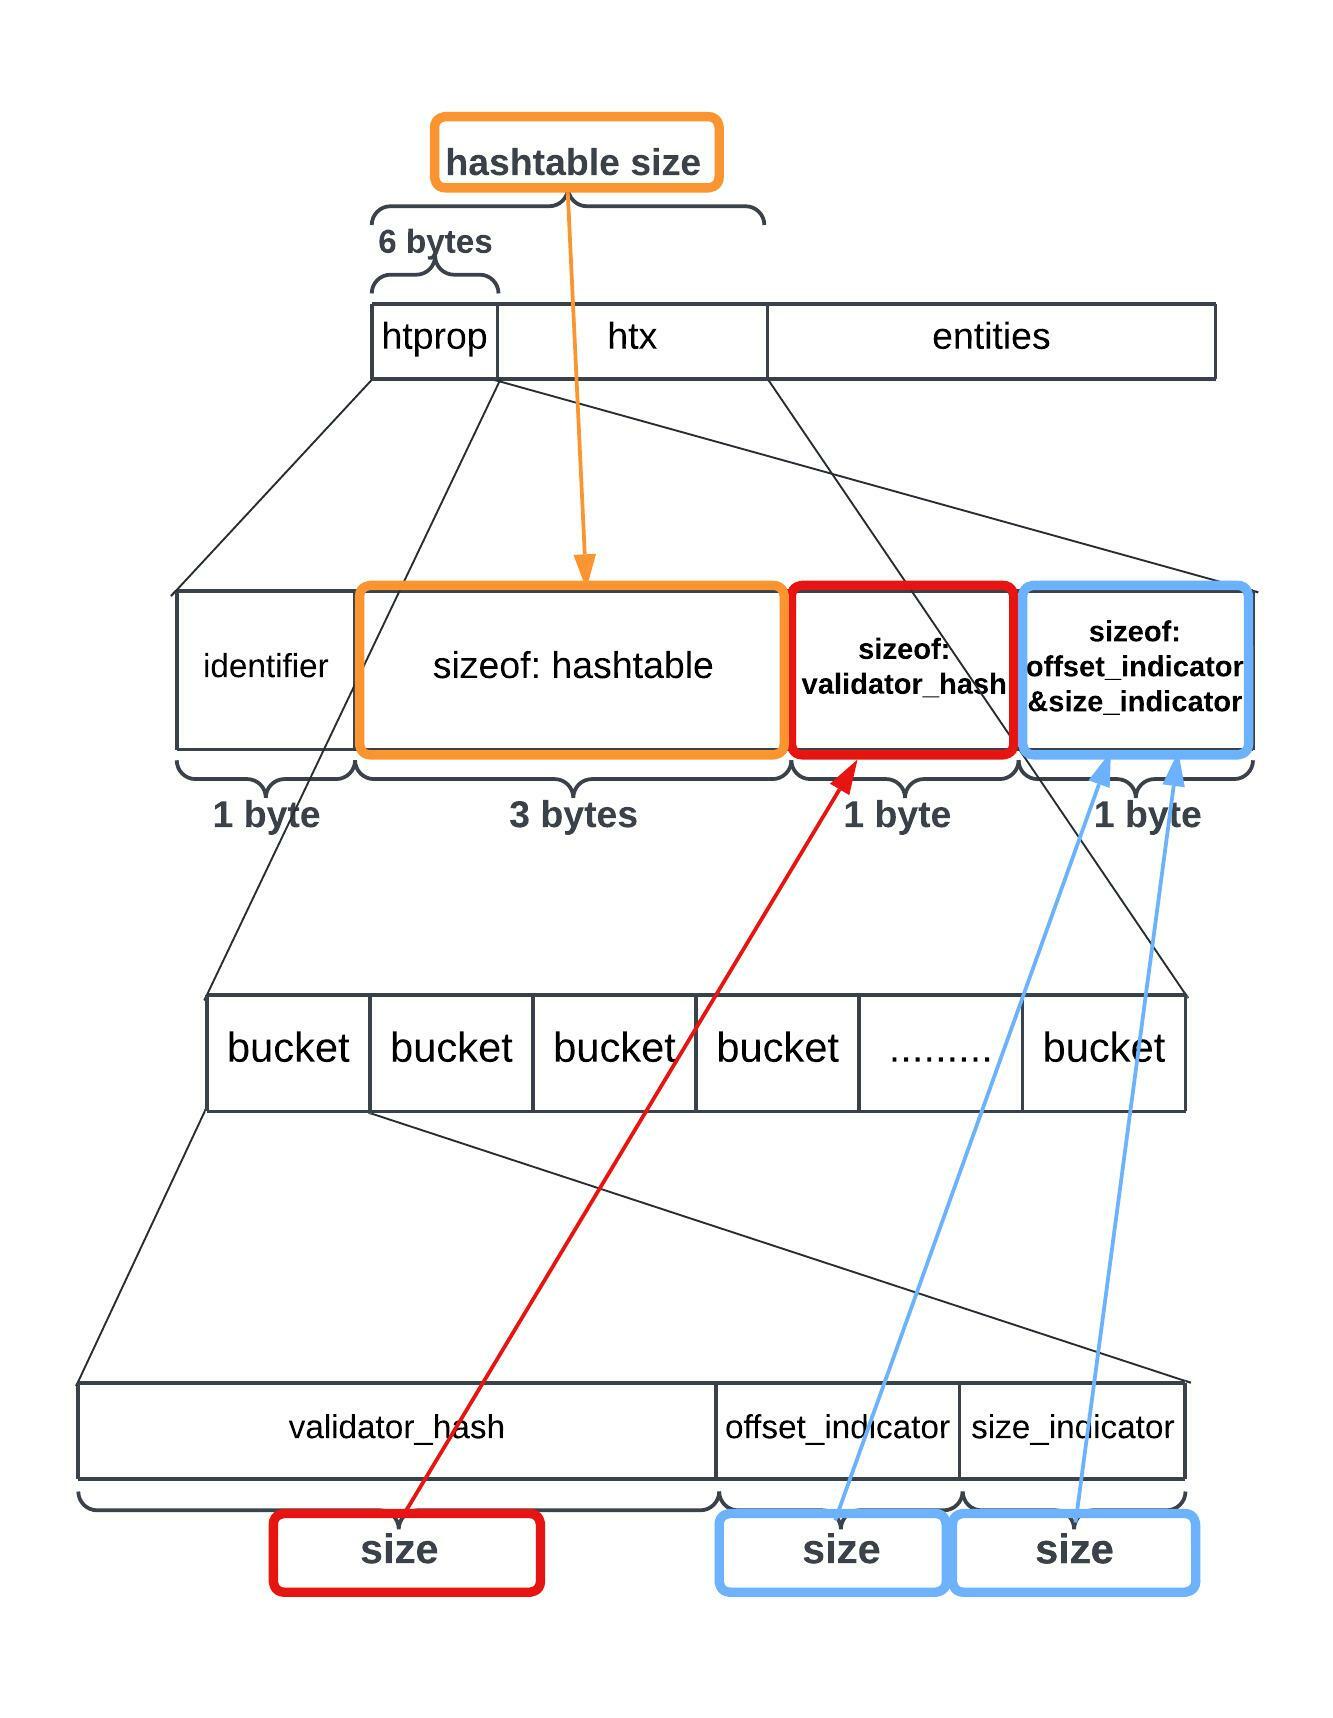 hashtable size
6 bytes
htprop
htx
entities
identifier
sizeof: hashtable
sizeof:
validator_hash
sizeof:
offset_indicator
&size_indicator
1 byte
3 bytes
1 byte
1 byte
bucket
bucket
bucket
bucket
.........
bucket
validator_hash
offset_indicator
size_indicator
size
size
size